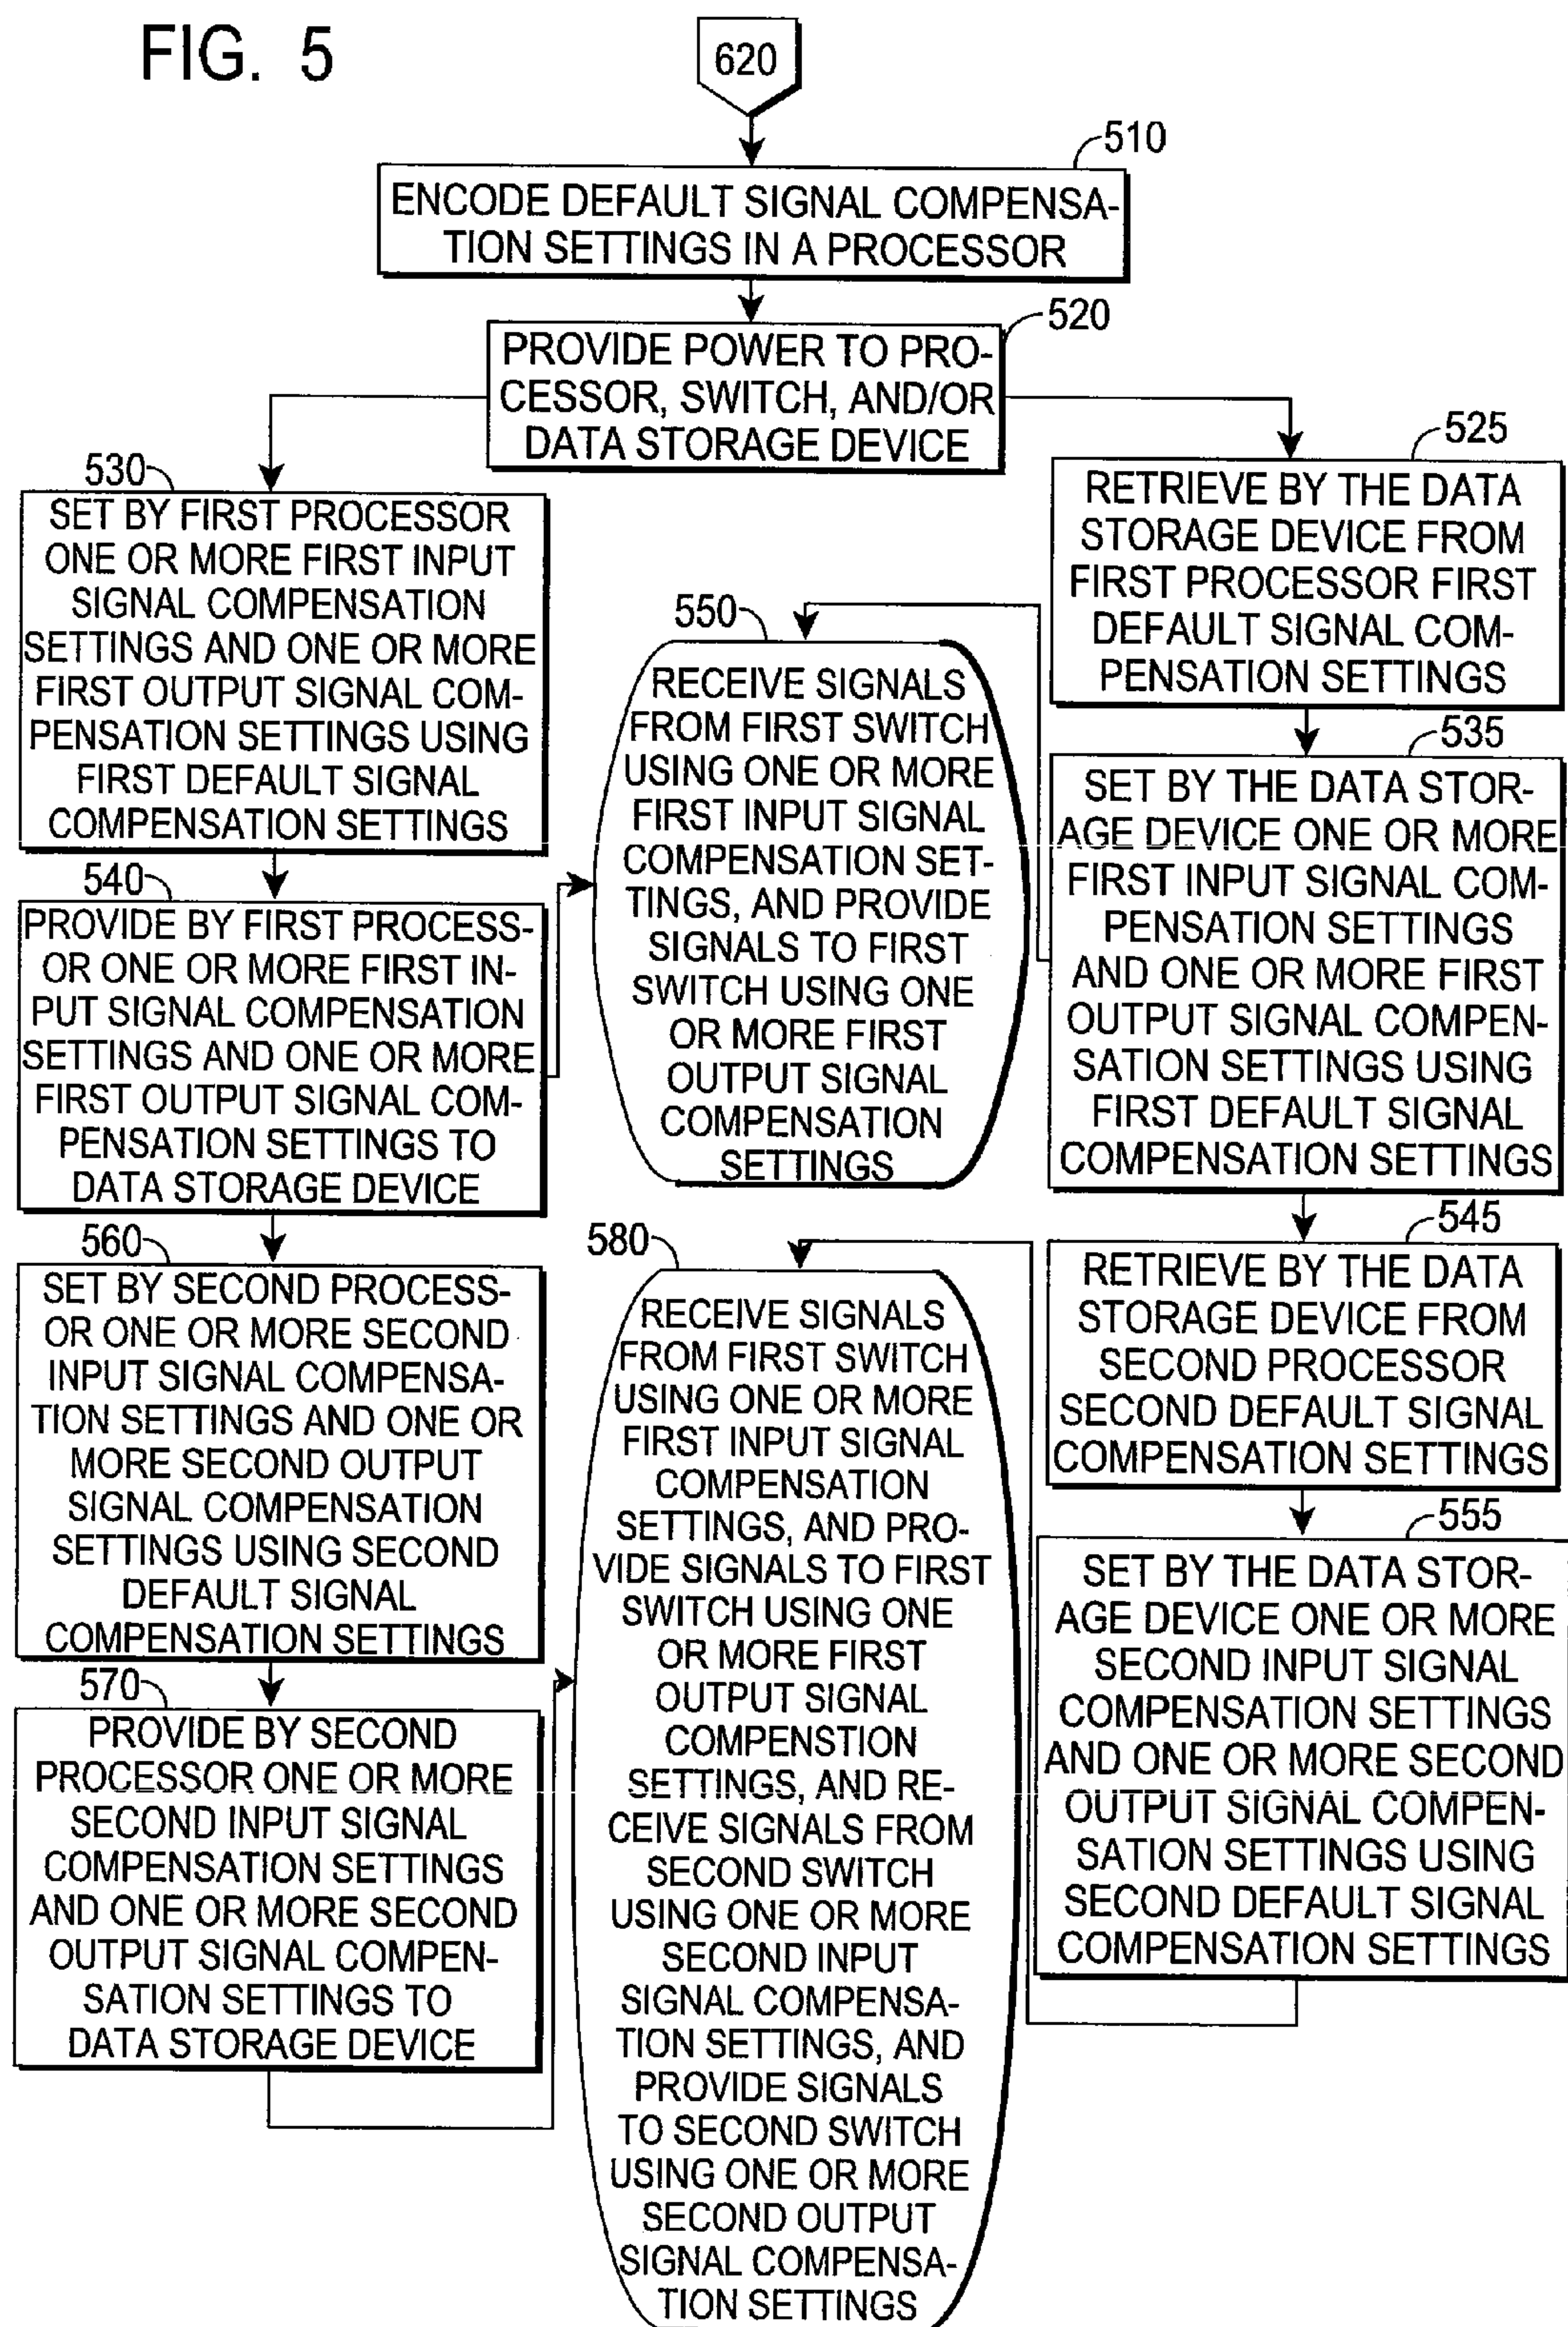 FIG. 5
620
510
ENCODE DEFAULT SIGNAL COMPENSA-
TION SETTINGS IN A PROCESSOR
520
PROVIDE POWER TO PRO-
CESSOR, SWITCH, AND/OR
DATA STORAGE DEVICE
530
SET BY FIRST PROCESSOR
ONE OR MORE FIRST INPUT
SIGNAL COMPENSATION
SETTINGS AND ONE OR MORE
FIRST OUTPUT SIGNAL COM-
PENSATION SETTINGS USING
FIRST DEFAULT SIGNAL
COMPENSATION SETTINGS
540
PROVIDE BY FIRST PROCESS-
OR ONE OR MORE FIRST IN-
PUT SIGNAL COMPENSATION
SETTINGS AND ONE OR MORE
FIRST OUTPUT SIGNAL COM-
PENSATION SETTINGS TO
DATA STORAGE DEVICE
560
SET BY SECOND PROCESS-
OR ONE OR MORE SECOND
INPUT SIGNAL COMPENSA-
TION SETTINGS AND ONE OR
MORE SECOND OUTPUT
SIGNAL COMPENSATION
SETTINGS USING SECOND
DEFAULT SIGNAL
COMPENSATION SETTINGS
570
PROVIDE BY SECOND
PROCESSOR ONE OR MORE
SECOND INPUT SIGNAL
COMPENSATION SETTINGS
AND ONE OR MORE SECOND
OUTPUT SIGNAL COMPEN-
SATION SETTINGS TO
DATA STORAGE DEVICE
550
RECEIVE SIGNALS
FROM FIRST SWITCH
USING ONE OR MORE
FIRST INPUT SIGNAL
COMPENSATION SET-
TINGS, AND PROVIDE
SIGNALS TO FIRST
SWITCH USING ONE
OR MORE FIRST
OUTPUT SIGNAL
COMPENSATION
SETTINGS
580
RECEIVE SIGNALS
FROM FIRST SWITCH
USING ONE OR MORE
FIRST INPUT SIGNAL
COMPENSATION
SETTINGS, AND PRO-
VIDE SIGNALS TO FIRST
SWITCH USING ONE
OR MORE FIRST
OUTPUT SIGNAL
COMPENSTION
SETTINGS, AND RE-
CEIVE SIGNALS FROM
SECOND SWITCH
USING ONE OR MORE
SECOND INPUT
SIGNAL COMPENSA-
TION SETTINGS, AND
PROVIDE SIGNALS
TO SECOND SWITCH
USING ONE OR MORE
SECOND OUTPUT
SIGNAL COMPENSA-
TION SETTINGS
525
RETRIEVE BY THE DATA
STORAGE DEVICE FROM
FIRST PROCESSOR FIRST
DEFAULT SIGNAL COM-
PENSATION SETTINGS
535
SET BY THE DATA STOR-
AGE DEVICE ONE OR MORE
FIRST INPUT SIGNAL COM-
PENSATION SETTINGS
AND ONE OR MORE FIRST
OUTPUT SIGNAL COMPEN-
SATION SETTINGS USING
FIRST DEFAULT SIGNAL
COMPENSATION SETTINGS
545
RETRIEVE BY THE DATA
STORAGE DEVICE FROM
SECOND PROCESSOR
SECOND DEFAULT SIGNAL
COMPENSATION SETTINGS
555
SET BY THE DATA STOR-
AGE DEVICE ONE OR MORE
SECOND INPUT SIGNAL
COMPENSATION SETTINGS
AND ONE OR MORE SECOND
OUTPUT SIGNAL COMPEN-
SATION SETTINGS USING
SECOND DEFAULT SIGNAL
COMPENSATION SETTINGS